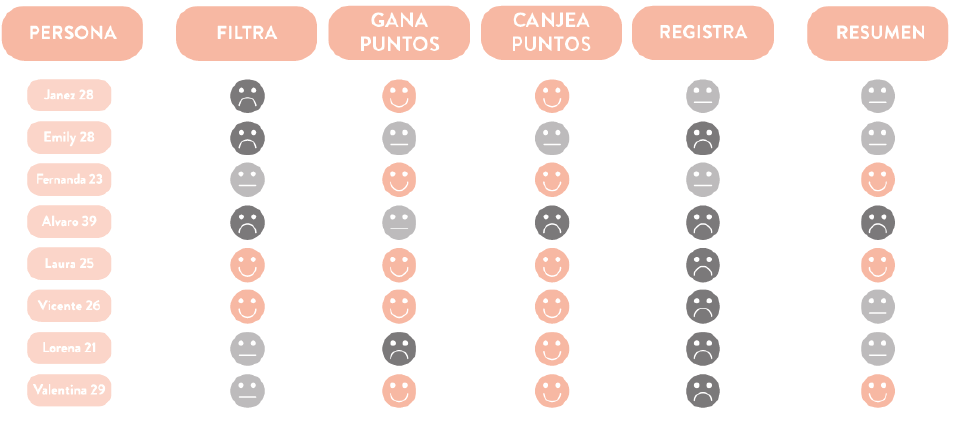 PERSONA
FILTRA
GANA
PUNTOS
CANJEA
PUNTOS
REGISTRA
RESUMEN
Janez 28
Emily 28
Fernanda 23
Alvaro 39
Laura 25
Vicente 26
Lorena 21
Valentina 29